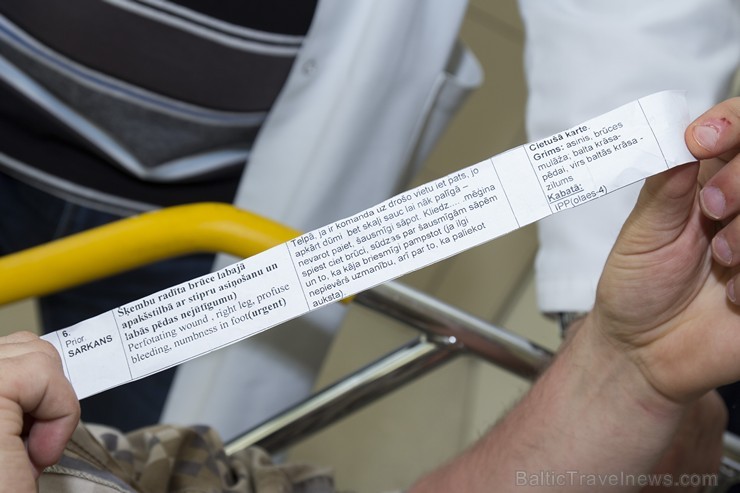 6.
Prior
SARKANS
Šķembu radīta brūce labajā
apakšstilbā ar stipru asiņošanu un
labās pēdas nejūtīgumu)
Perfotating wound , right leg, profuse
bleeding, numbness in foot(urgent)
Telpā, ja ir komanda uz drošo vietu iet pats, jo
apkārt dūmi bet skaļi sauc lai nāk palīgā –
nevarot paiet, šausmīgi sāpot. Kliedz.... .mēģina
spiest ciet brūci, sūdzas par šausmīgām sāpēm
un to, ka kāja briesmīgi pampstot (ja ilgi
nepievērš uzmanību, arī par to, ka paliekot
auksta).
Cietušā karte.
Grims: asinis, brūces
mulāža, balta krāsa-
pēdai, virs baltās krāsa -
zilums
Kabatā:
IPP(olaes-4)
BalticTravelnews.com